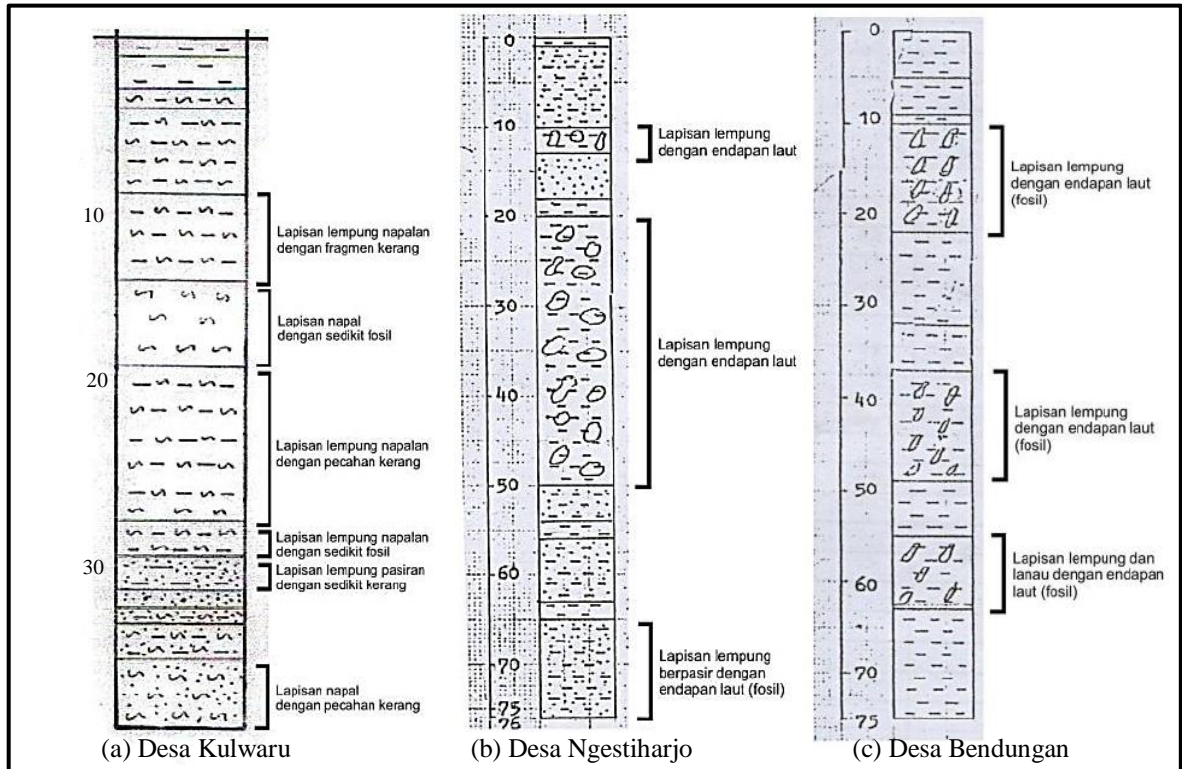 10
20
30
Lapisan lempung napalan
dengan fragmen kerang
Lapisan napal
dengan sedikit fosil
Lapisan lempung napalan
dengan pecahan kerang
Lapisan lempung napalan
dengan sedikit fosil
Lapisan lempung pasiran
dengan sedikit kerang
Lapisan napal
dengan pecahan kerang
(a) Desa Kulwaru
0
10
20
30
40
50
60
70
75
76
Lapisan lempung
dengan endapan laut
Lapisan lempung
dengan endapan laut
Lapisan lempung
berpasir dengan
endapan laut (fosil)
(b) Desa Ngestiharjo
0
10
20
30
40
50
60
70
75
Lapisan lempung
dengan endapan laut
(fosil)
Lapisan lempung
dengan endapan laut
(fosil)
Lapisan lempung dan
lanau dengan endapan
laut (fosil)
(c) Desa Bendungan